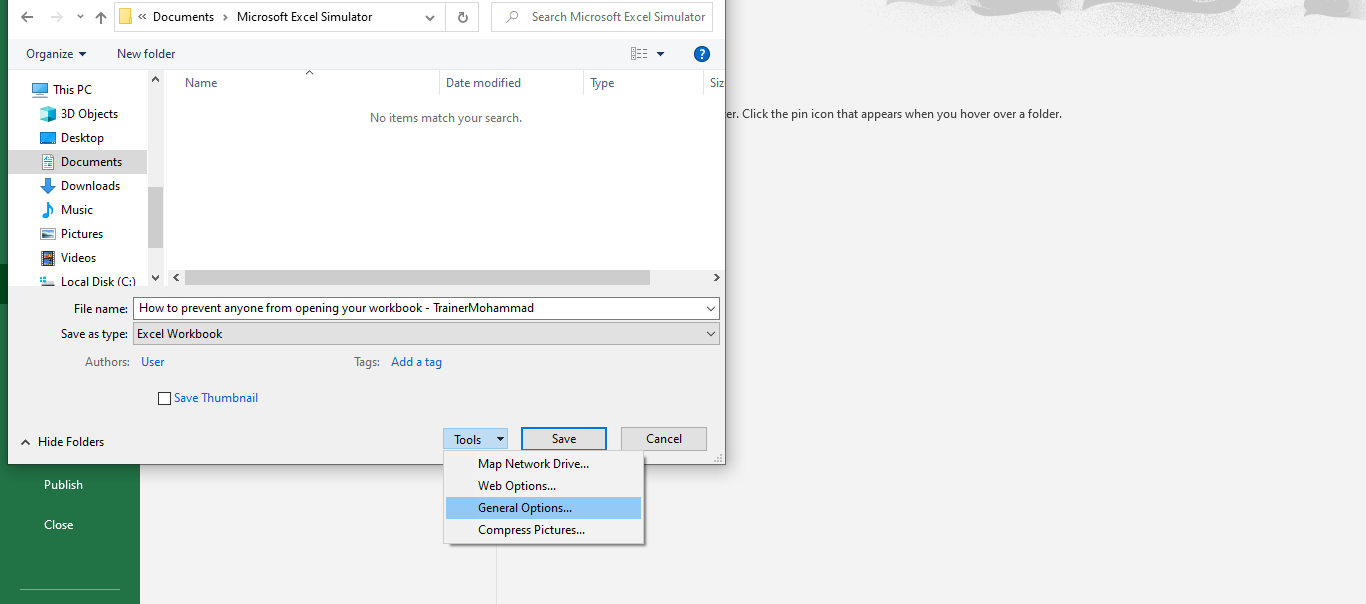 « Documents › Microsoft Excel Simulator
Search Microsoft Excel Simulator
Organize
New folder
?
This PC
3D Objects
Desktop
Documents
Downloads
Music
Pictures
Videos
Local Disk (C:)
Name
Date modified
Type
Siz
No items match your search.
er. Click the pin icon that appears when you hover over a folder.
File name: How to prevent anyone from opening your workbook - TrainerMohammad
Save as type: Excel Workbook
Authors: User
Tags: Add a tag
Save Thumbnail
Hide Folders
Tools
Save
Cancel
Map Network Drive...
Web Options...
General Options...
Compress Pictures...
Publish
Close